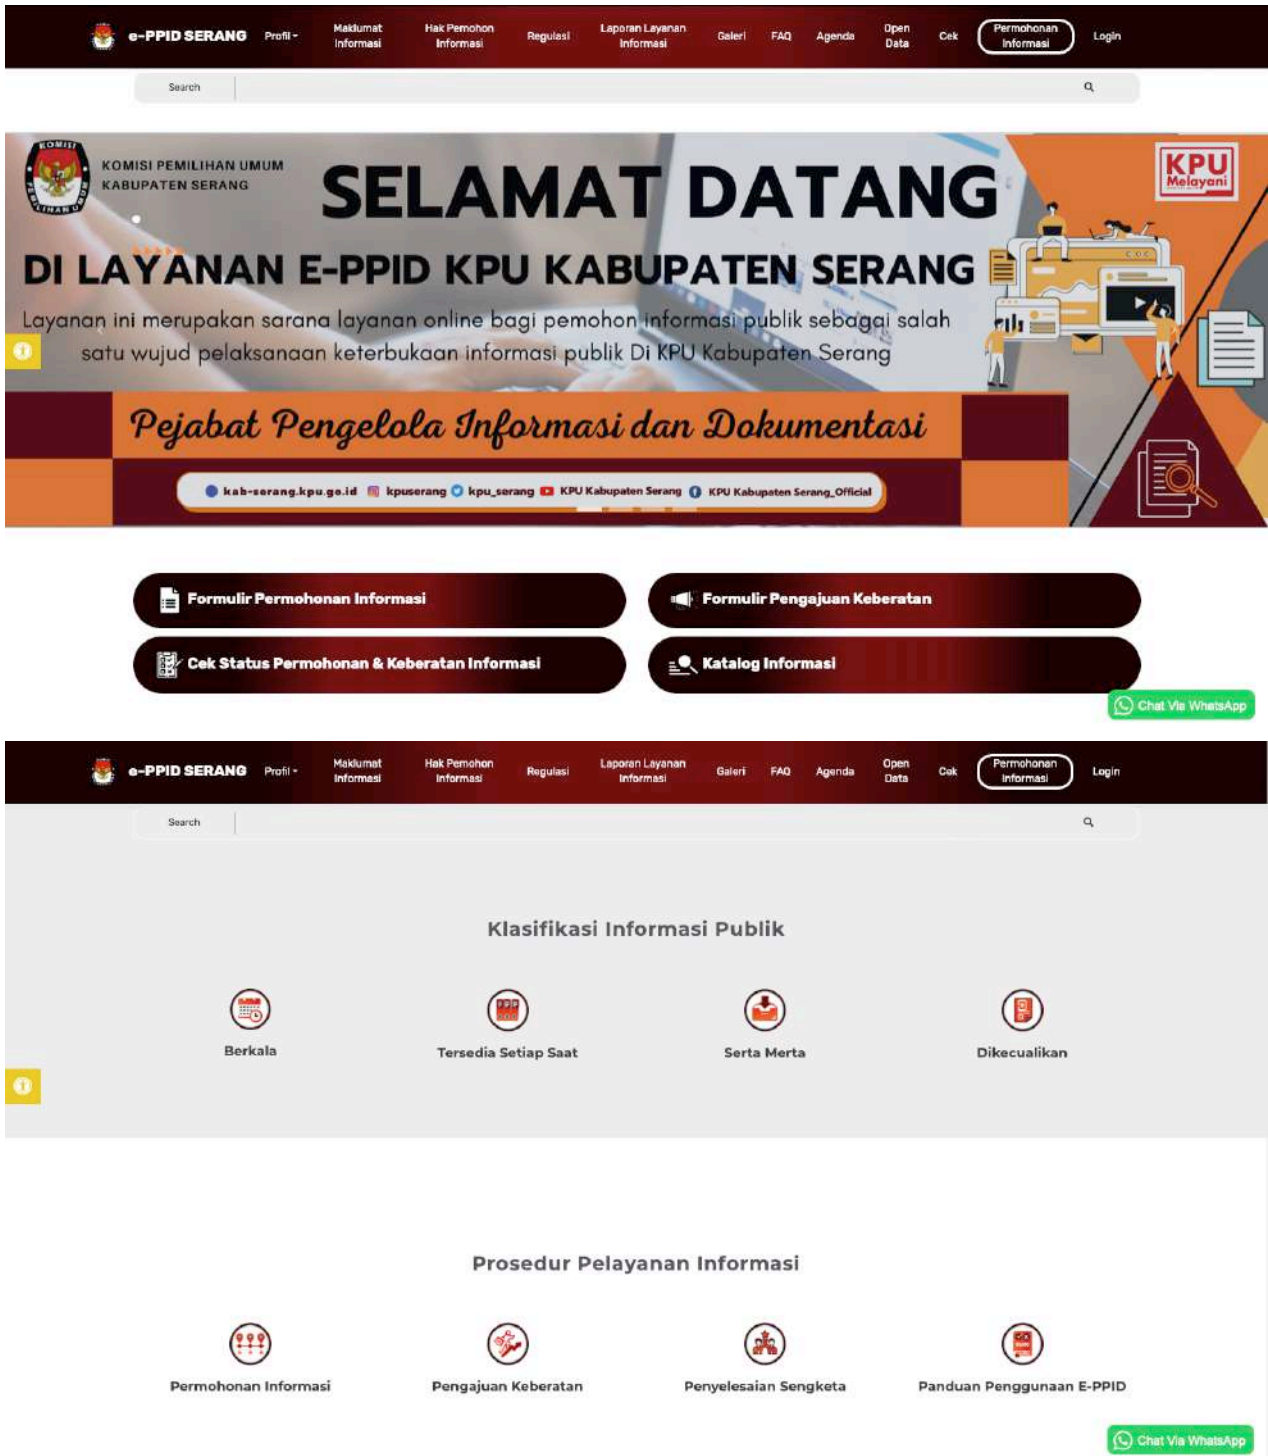 e-PPID SERANG Profil Maklumat Informasi Hak Pemohon Informasi Regulasi Laporan Layanan Informasi Galeri FAQ Agenda Open Data Cek Permohonan Informasi Login
Search
KOMISI PEMILIHAN UMUM
KABUPATEN SERANG
KPU
Melayani
SELAMAT DATANG
DI LAYANAN E-PPID KPU KABUPATEN SERANG
Layanan ini merupakan sarana layanan online bagi pemohon informasi publik sebagai salah
satu wujud pelaksanaan keterbukaan informasi publik Di KPU Kabupaten Serang
Pejabat Pengelola Informasi dan Dokumentasi
kab-serang.kpu.go.id kpuserang kpu_serang KPU Kabupaten Serang KPU Kabupaten Serang_Official
Formulir Permohonan Informasi
Formulir Pengajuan Keberatan
Cek Status Permohonan & Keberatan Informasi
Katalog Informasi
Chat Via WhatsApp
e-PPID SERANG Profil Maklumat Informasi Hak Pemohon Informasi Regulasi Laporan Layanan Informasi Galeri FAQ Agenda Open Data Cek Permohonan Informasi Login
Search
Klasifikasi Informasi Publik
Berkala
Tersedia Setiap Saat
Serta Merta
Dikecualikan
Prosedur Pelayanan Informasi
Permohonan Informasi
Pengajuan Keberatan
Penyelesaian Sengketa
Panduan Penggunaan E-PPID
Chat Via WhatsApp